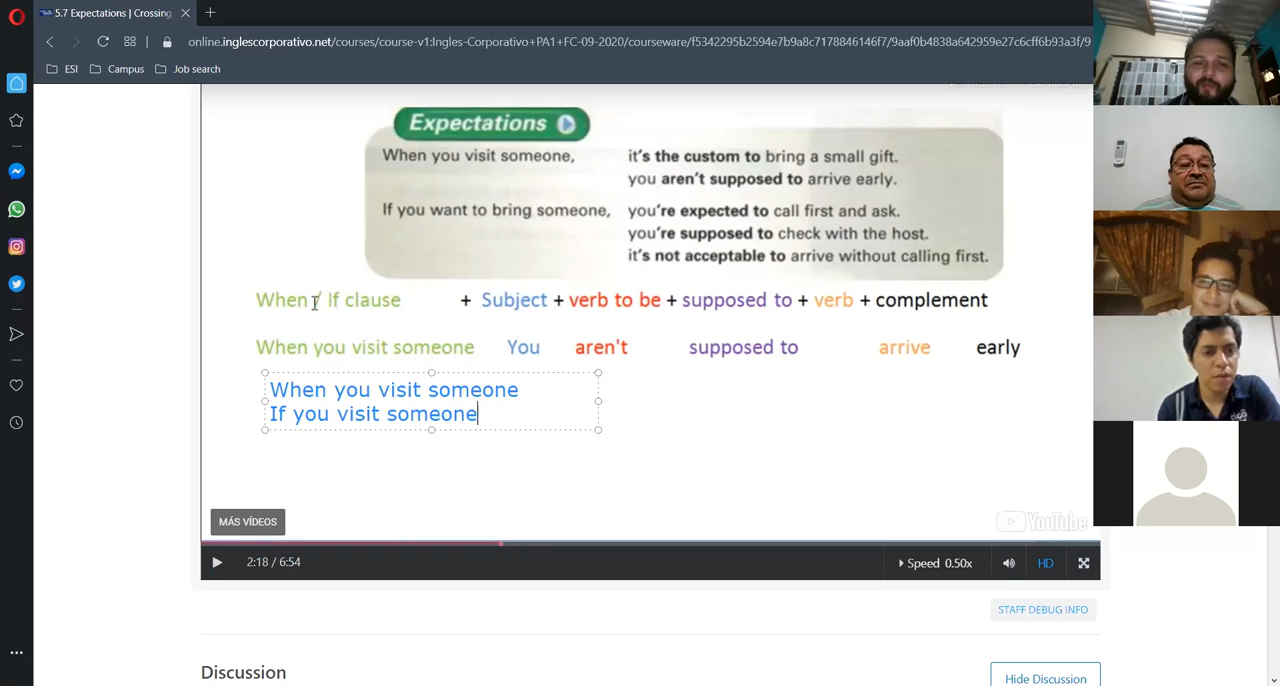 5.7 Expectations | Crossing
online.inglescorporativo.net/courses/course-v1:Ingles-Corporativo+PA1+FC-09-2020/courseware/f5342295b2594e7b9a8c7178846146f7/9aaf0b4838a642959e27c6cff6b93a3f/9
ESI Campus Job search
Expectations
When you visit someone, it's the custom to bring a small gift.
you aren't supposed to arrive early.
If you want to bring someone, you're expected to call first and ask.
you're supposed to check with the host.
it's not acceptable to arrive without calling first.
When / If clause + Subject + verb to be + supposed to + verb + complement
When you visit someone You aren't supposed to arrive early
When you visit someone
If you visit someone
MÁS VÍDEOS
YouTube
2:18 / 6:54 Speed 0.50x HD
STAFF DEBUG INFO
Discussion
Hide Discussion
tigo